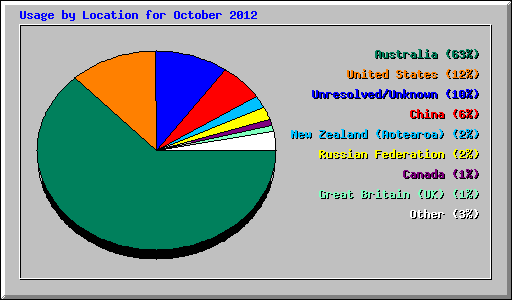 Usage by Location for October 2012
Australia (63%)
United States (12%)
Unresolved/Unknown (10%)
China (6%)
New Zealand (Aotearoa) (2%)
Russian Federation (2%)
Canada (1%)
Great Britain (UK) (1%)
Other (3%)